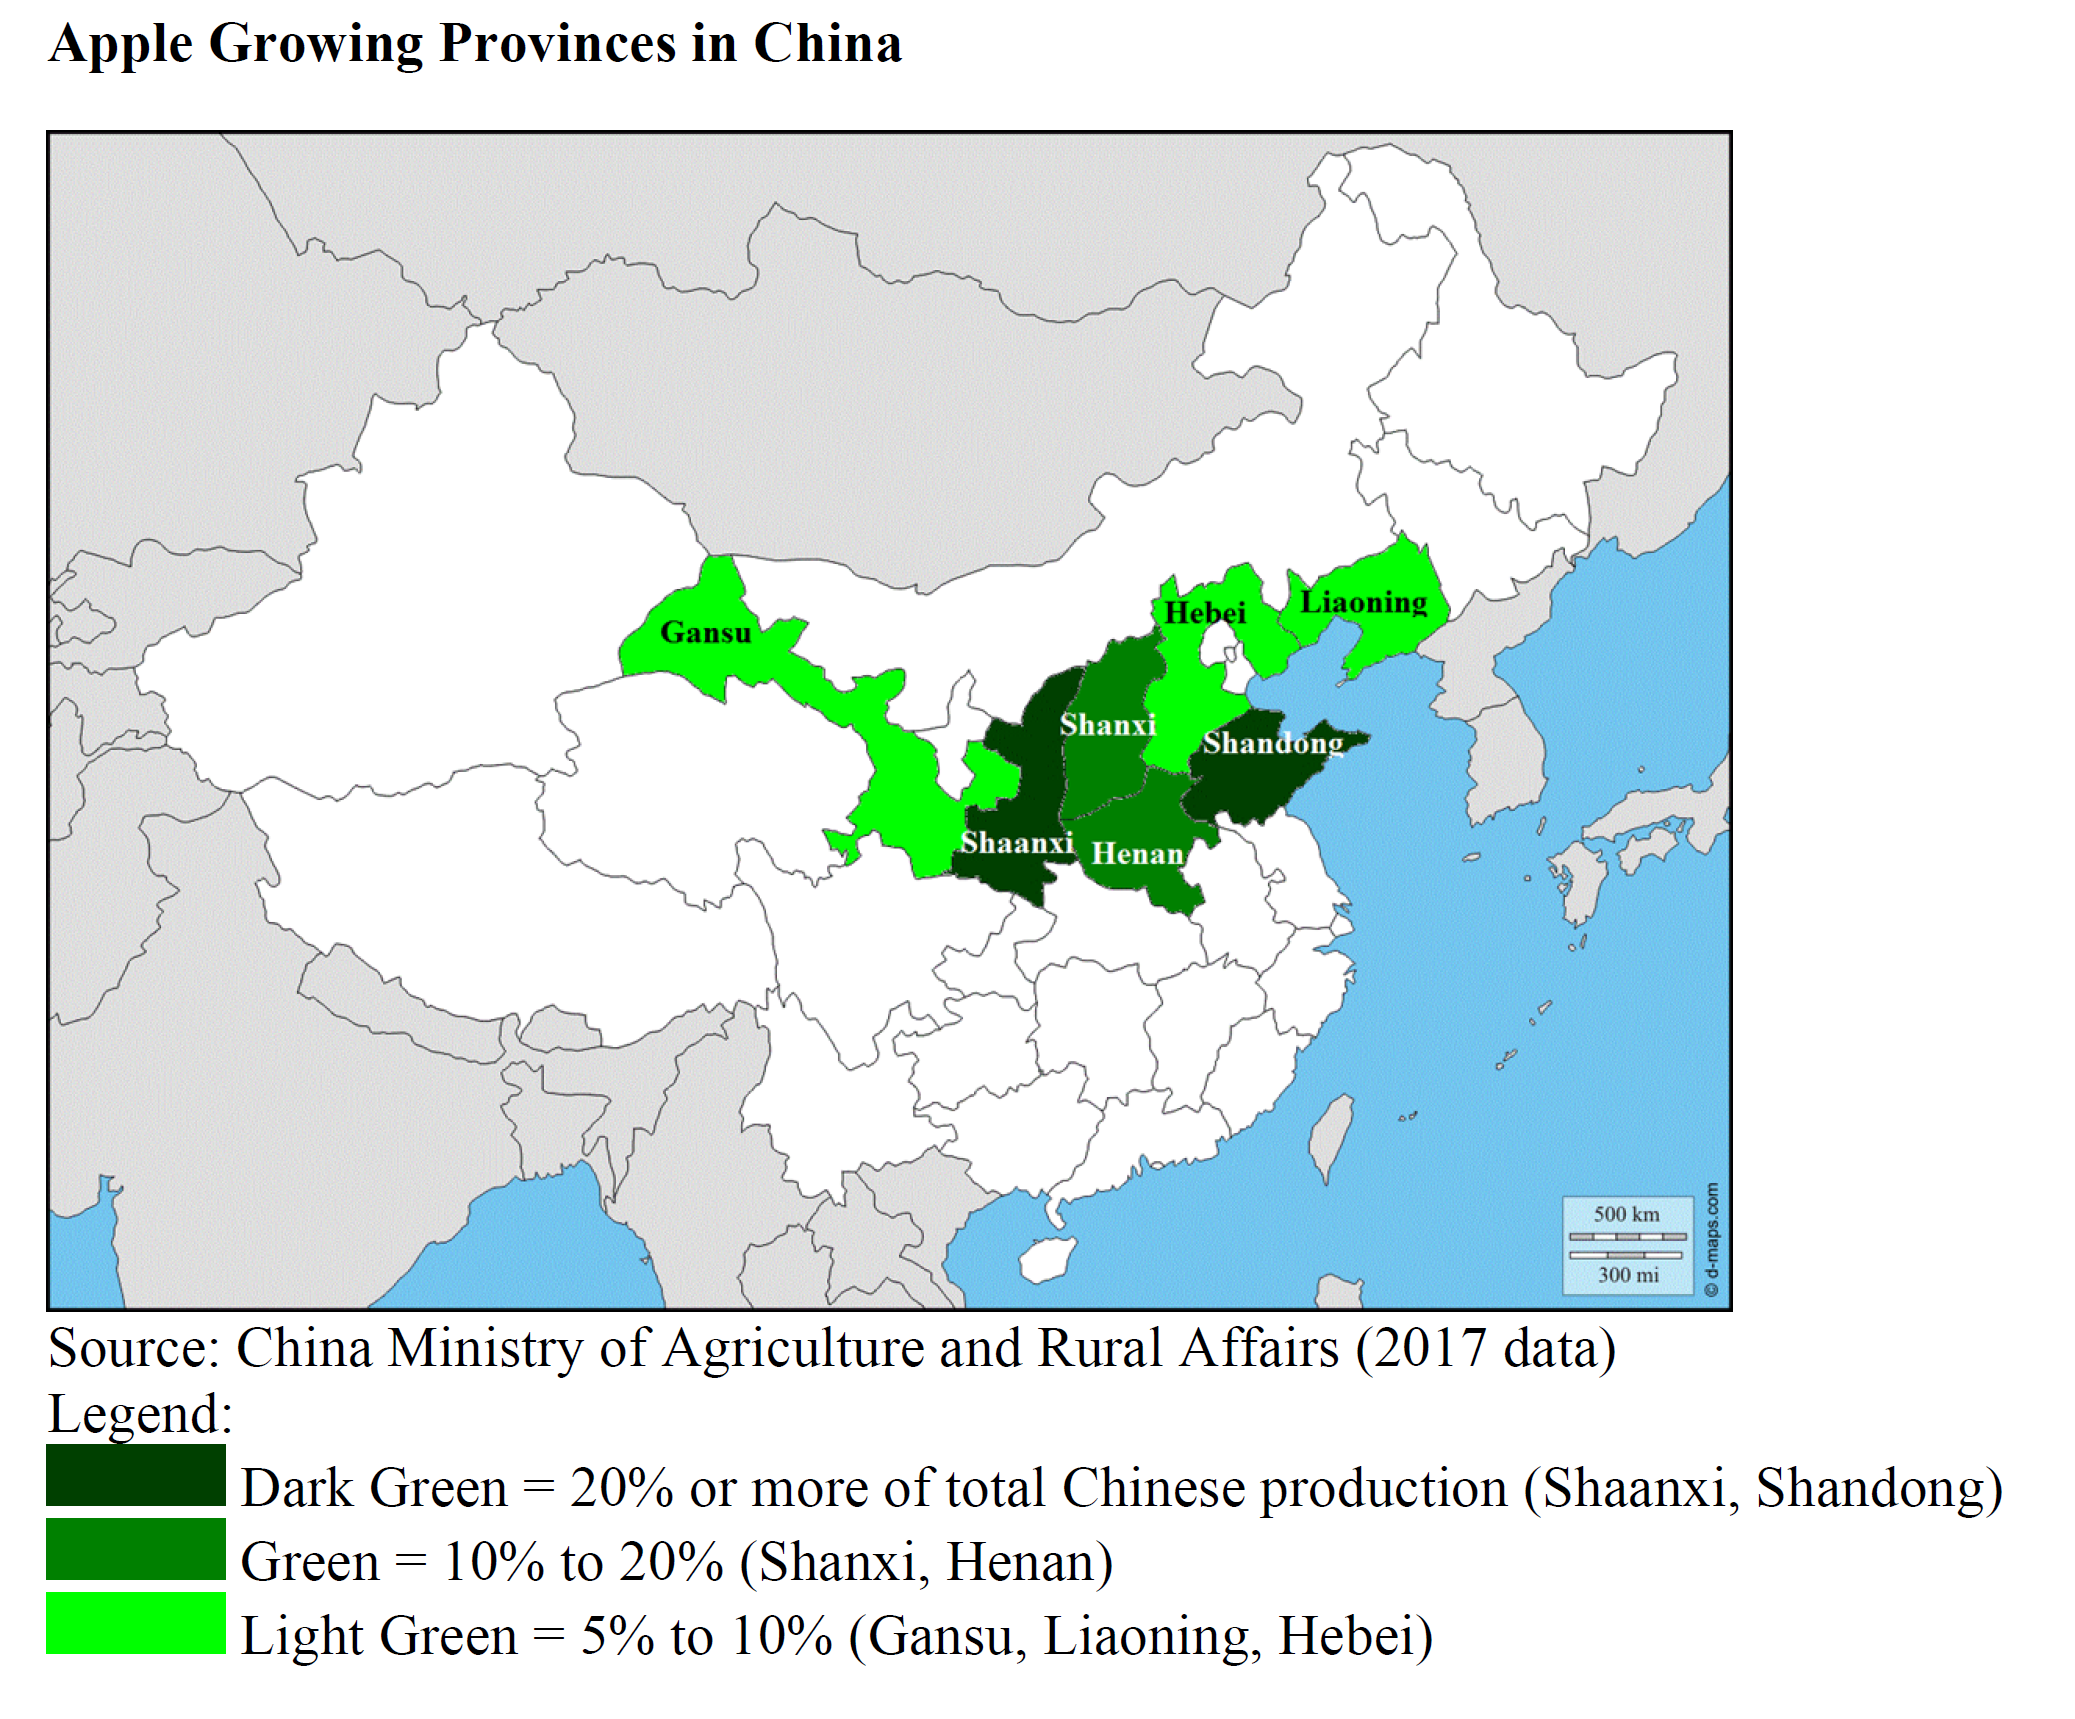 Apple Growing Provinces in China
Liaoning
Hebei
Gansu
Shanxi
Shandong
Shaanxi
Henan
500 km
300 mi
© d-maps.com
Source: China Ministry of Agriculture and Rural Affairs (2017 data)
Legend:
Dark Green = 20% or more of total Chinese production (Shaanxi, Shandong)
Green = 10% to 20% (Shanxi, Henan)
Light Green = 5% to 10% (Gansu, Liaoning, Hebei)